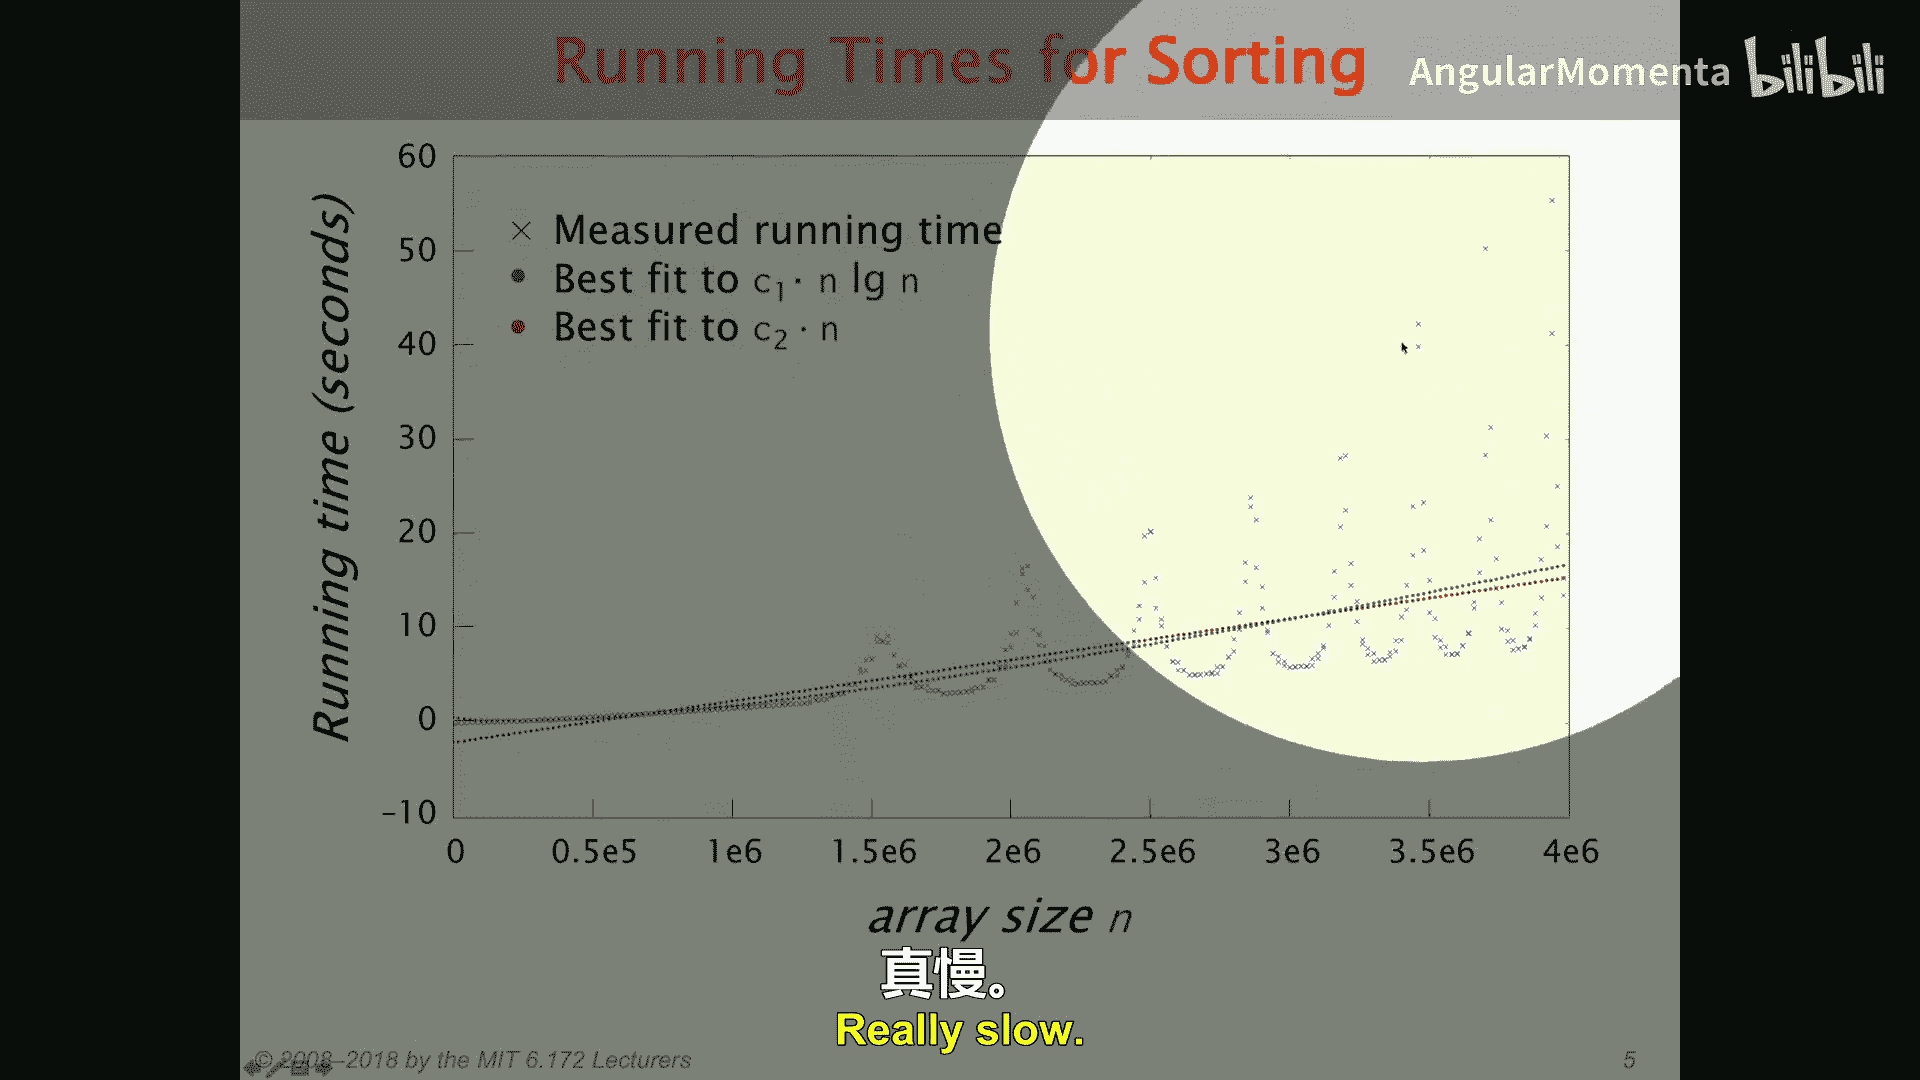 Running Times for Sorting
AngularMomenta bilibili
Running time (seconds)
60
50
40
30
20
10
0
-10
× Measured running time
• Best fit to c₁· n lg n
• Best fit to c₂ · n
0 0.5e5 1e6 1.5e6 2e6 2.5e6 3e6 3.5e6 4e6
array size n
真慢。
Really slow.
© 2008–2018 by the MIT 6.172 Lecturers 5